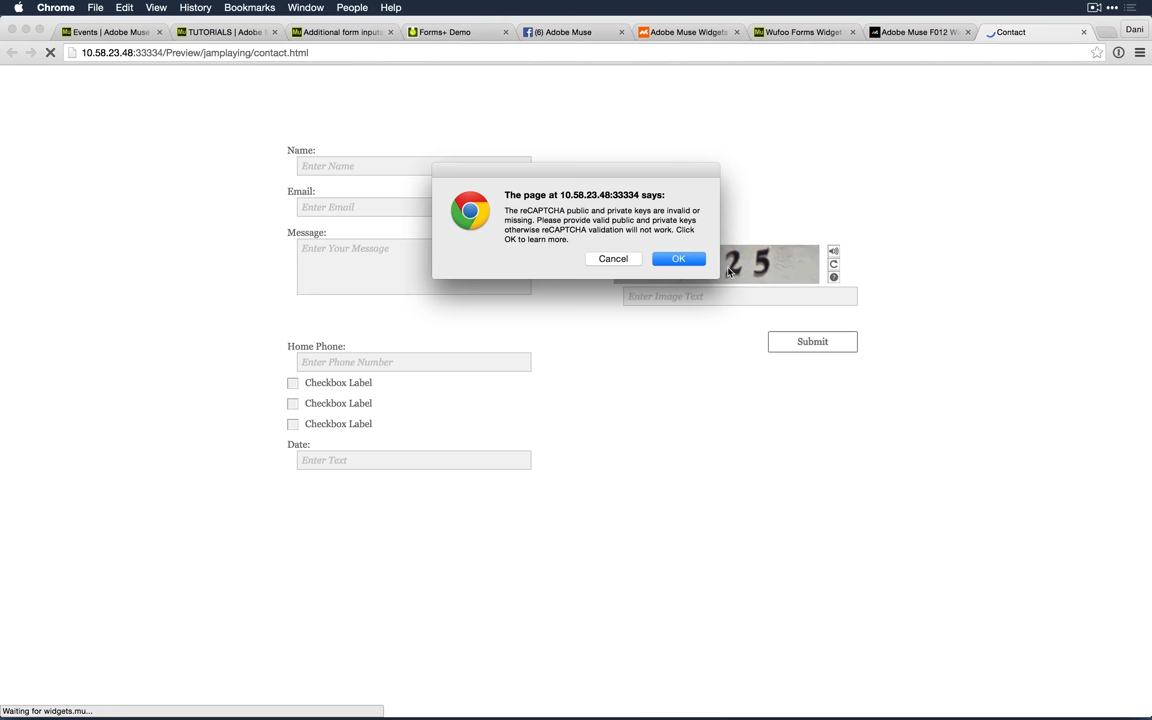 Chrome File Edit View History Bookmarks Window People Help
Events | Adobe Muse TUTORIALS | Adobe Additional form inputs Forms+ Demo (6) Adobe Muse Adobe Muse Widgets Wufoo Forms Widget Adobe Muse F012 Wi Contact Dani
10.58.23.48:33334/Preview/jamplaying/contact.html
Name:
Enter Name
Email:
Enter Email
Message:
Enter Your Message
The page at 10.58.23.48:33334 says:
The reCAPTCHA public and private keys are invalid or
missing. Please provide valid public and private keys
otherwise reCAPTCHA validation will not work. Click
OK to learn more.
Cancel OK
25
Enter Image Text
Submit
Home Phone:
Enter Phone Number
Checkbox Label
Checkbox Label
Checkbox Label
Date:
Enter Text
Waiting for widgets.mu...